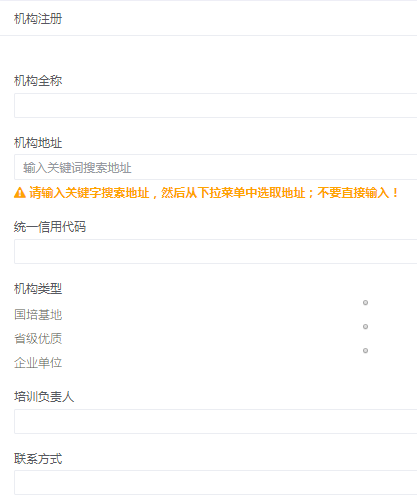 机构注册
机构全称
机构地址
输入关键词搜索地址
请输入关键字搜索地址，然后从下拉菜单中选取地址；不要直接输入！
统一信用代码
机构类型
国培基地
省级优质
企业单位
培训负责人
联系方式